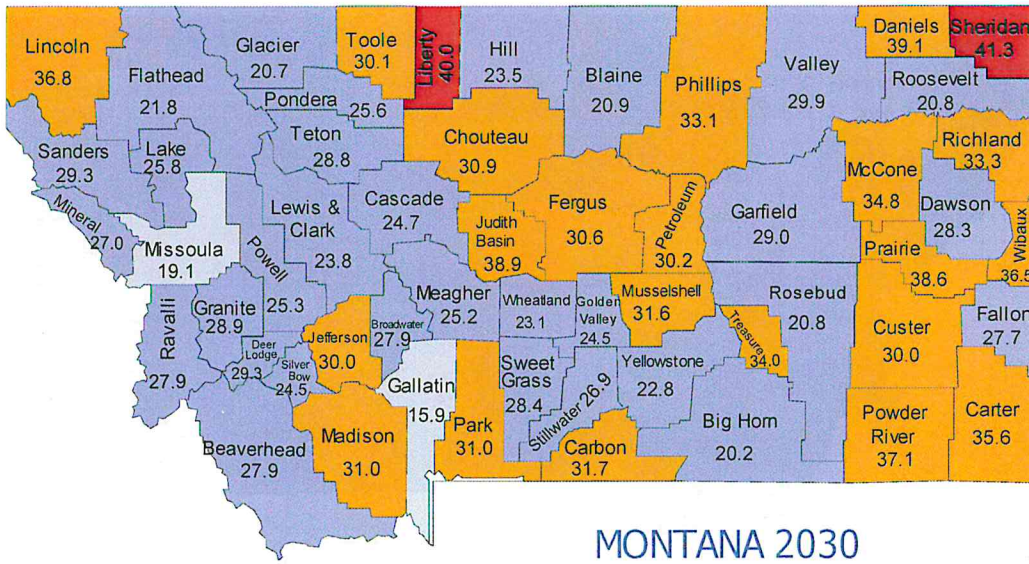 Lincoln
36.8
Flathead
21.8
Glacier
20.7
Toole
30.1
Liberty
40.0
Hill
23.5
Blaine
20.9
Phillips
33.1
Valley
29.9
Daniels
39.1
Sheridan
41.3
Roosevelt
20.8
Pondera
25.6
Teton
28.8
Chouteau
30.9
Richland
33.3
McCone
34.8
Sanders
29.3
Lake
25.8
Lewis &
Clark
23.8
Cascade
24.7
Judith
Basin
38.9
Fergus
30.6
Petroleum
30.2
Garfield
29.0
Dawson
28.3
Prairie
38.6
Wibaux
36.5
Mineral
27.0
Missoula
19.1
Powell
25.3
Granite
28.9
Ravalli
27.9
Deer
Lodge
29.3
Silver
Bow
24.5
Jefferson
30.0
Broadwater
27.9
Meagher
25.2
Wheatland
23.1
Golden
Valley
24.5
Musselshell
31.6
Treasure
34.0
Rosebud
20.8
Custer
30.0
Fallon
27.7
Gallatin
15.9
Park
31.0
Sweet
Grass
28.4
Stillwater 26.9
Yellowstone
22.8
Big Horn
20.2
Carbon
31.7
Powder
River
37.1
Carter
35.6
Beaverhead
27.9
Madison
31.0
MONTANA 2030